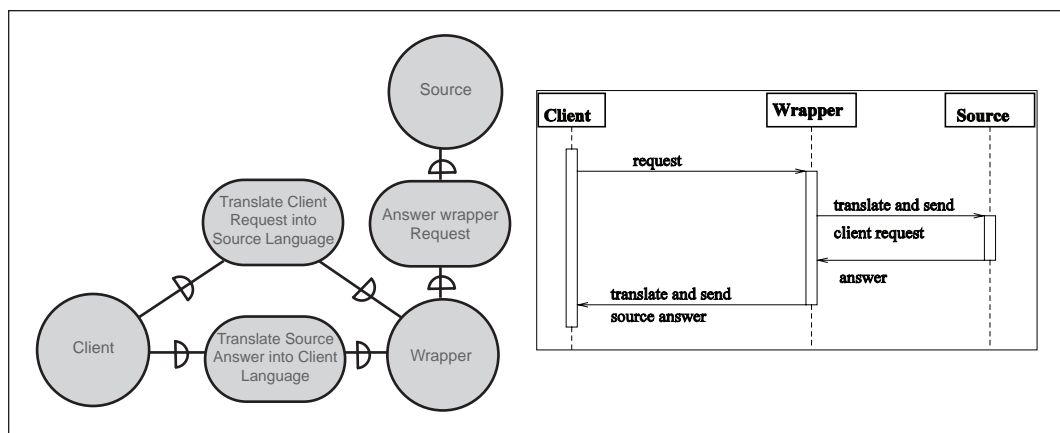 Source
Translate Client
Request into
Source Language
Answer wrapper
Request
Client
Translate Source
Answer into Client
Language
Wrapper
Client
Wrapper
Source
request
translate and send
client request
answer
translate and send
source answer